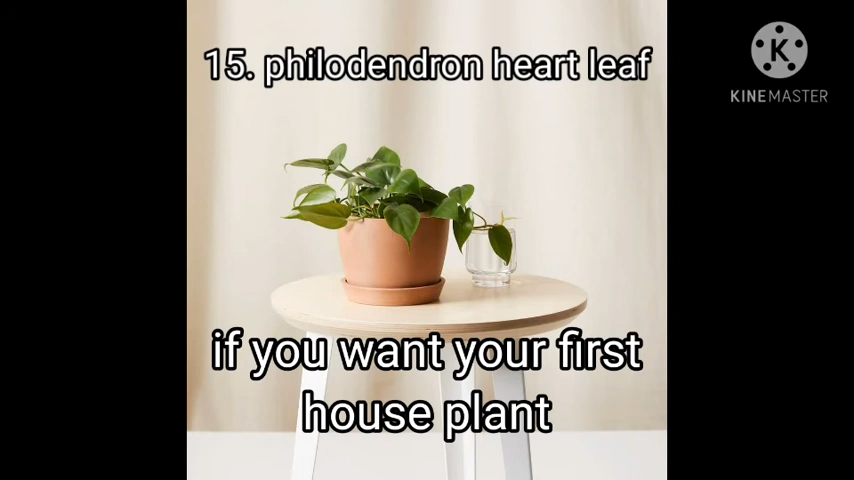 15. philodendron heart leaf
K
KINEMASTER
if you want your first
house plant